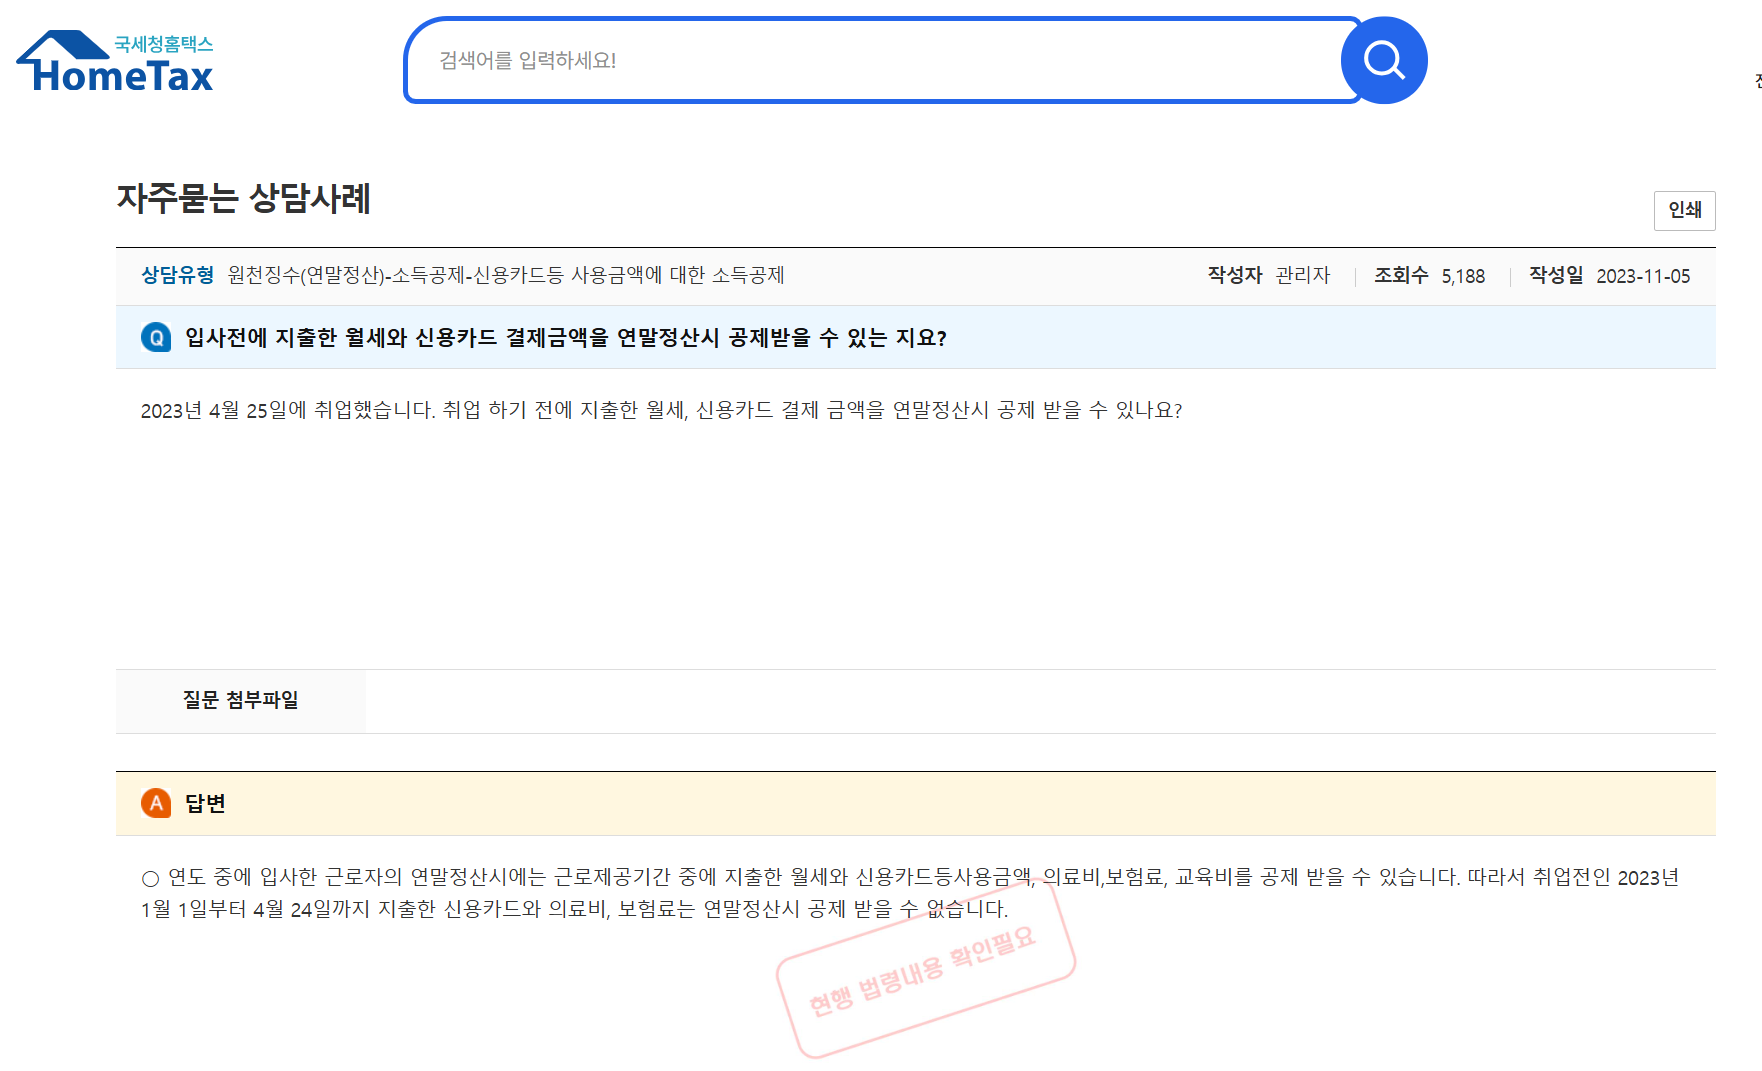 국세청홈택스
HomeTax
검색어를 입력하세요!
자주묻는 상담사례
인쇄
상담유형 원천징수(연말정산)-소득공제-신용카드등 사용금액에 대한 소득공제 작성자 관리자 조회수 5,188 작성일 2023-11-05
Q 입사전에 지출한 월세와 신용카드 결제금액을 연말정산시 공제받을 수 있는 지요?
2023년 4월 25일에 취업했습니다. 취업 하기 전에 지출한 월세, 신용카드 결제 금액을 연말정산시 공제 받을 수 있나요?
질문 첨부파일
A 답변
○ 연도 중에 입사한 근로자의 연말정산시에는 근로제공기간 중에 지출한 월세와 신용카드등사용금액, 의료비,보험료, 교육비를 공제 받을 수 있습니다. 따라서 취업전인 2023년
1월 1일부터 4월 24일까지 지출한 신용카드와 의료비, 보험료는 연말정산시 공제 받을 수 없습니다.
현행 법령내용 확인필요